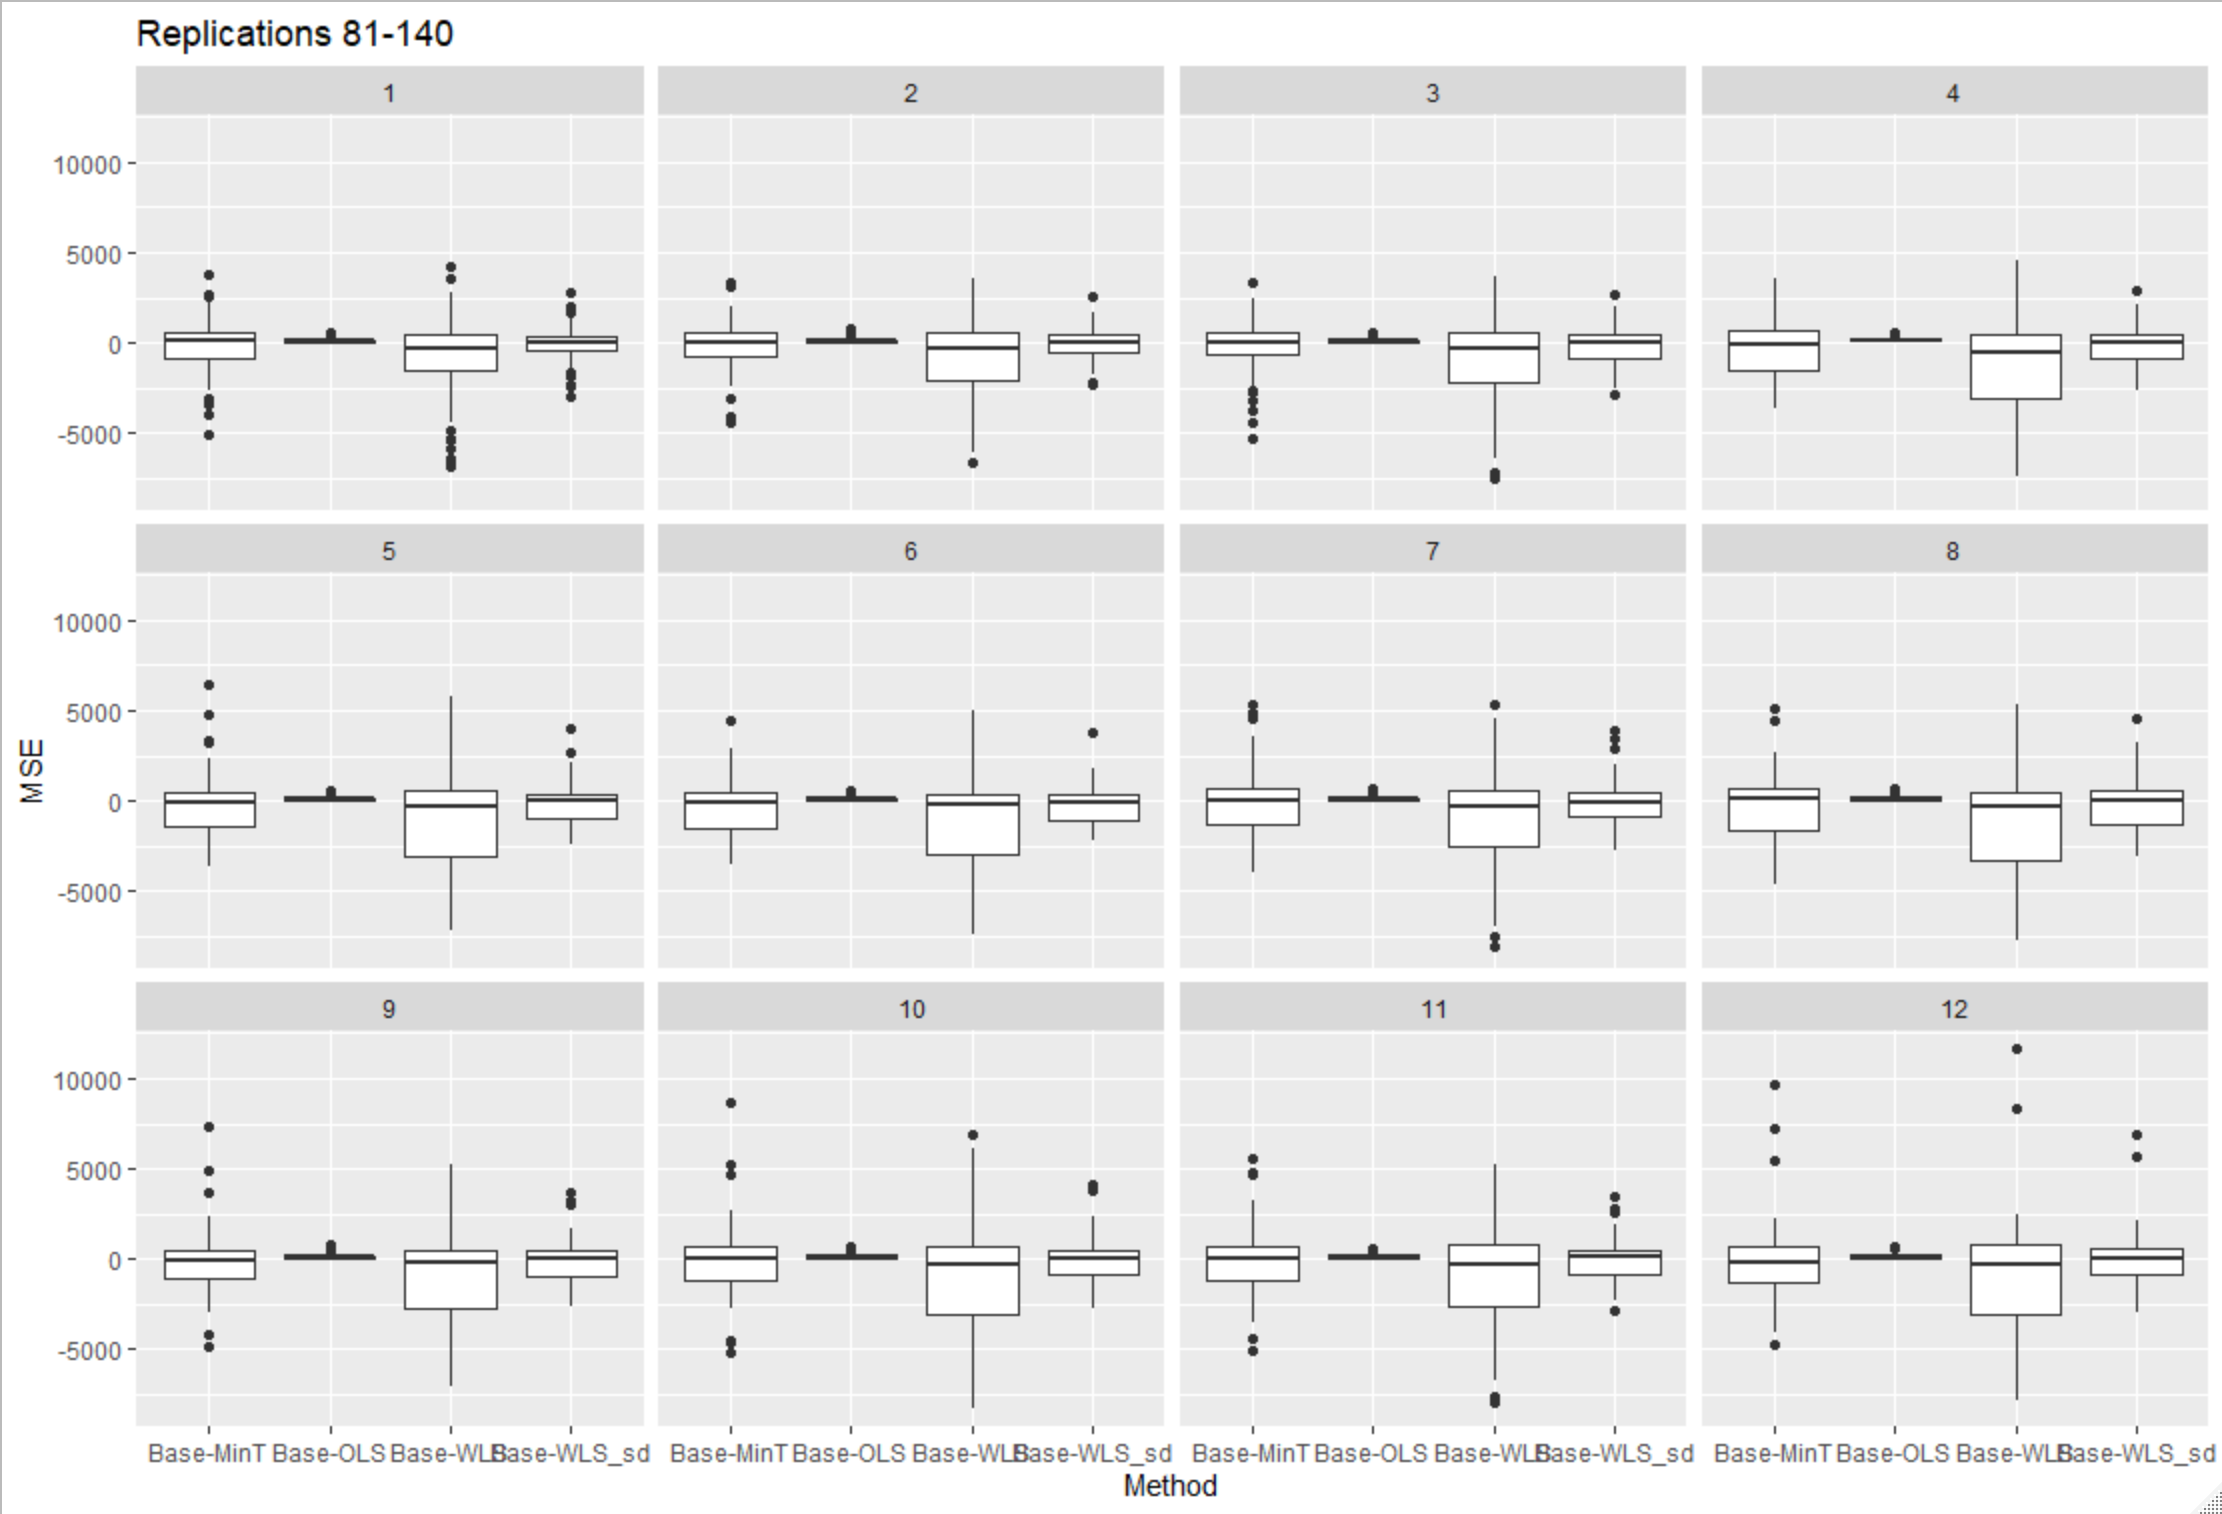 Replications 81-140
1 2 3 4
10000
5000
0
-5000
5 6 7 8
10000
5000
0
-5000
MSE
9 10 11 12
10000
5000
0
-5000
Base-MinT Base-OLS Base-WLS Base-WLS_sd Base-MinT Base-OLS Base-WLS Base-WLS_sd Base-MinT Base-OLS Base-WLS Base-WLS_sd Base-MinT Base-OLS Base-WLS Base-WLS_sd
Method